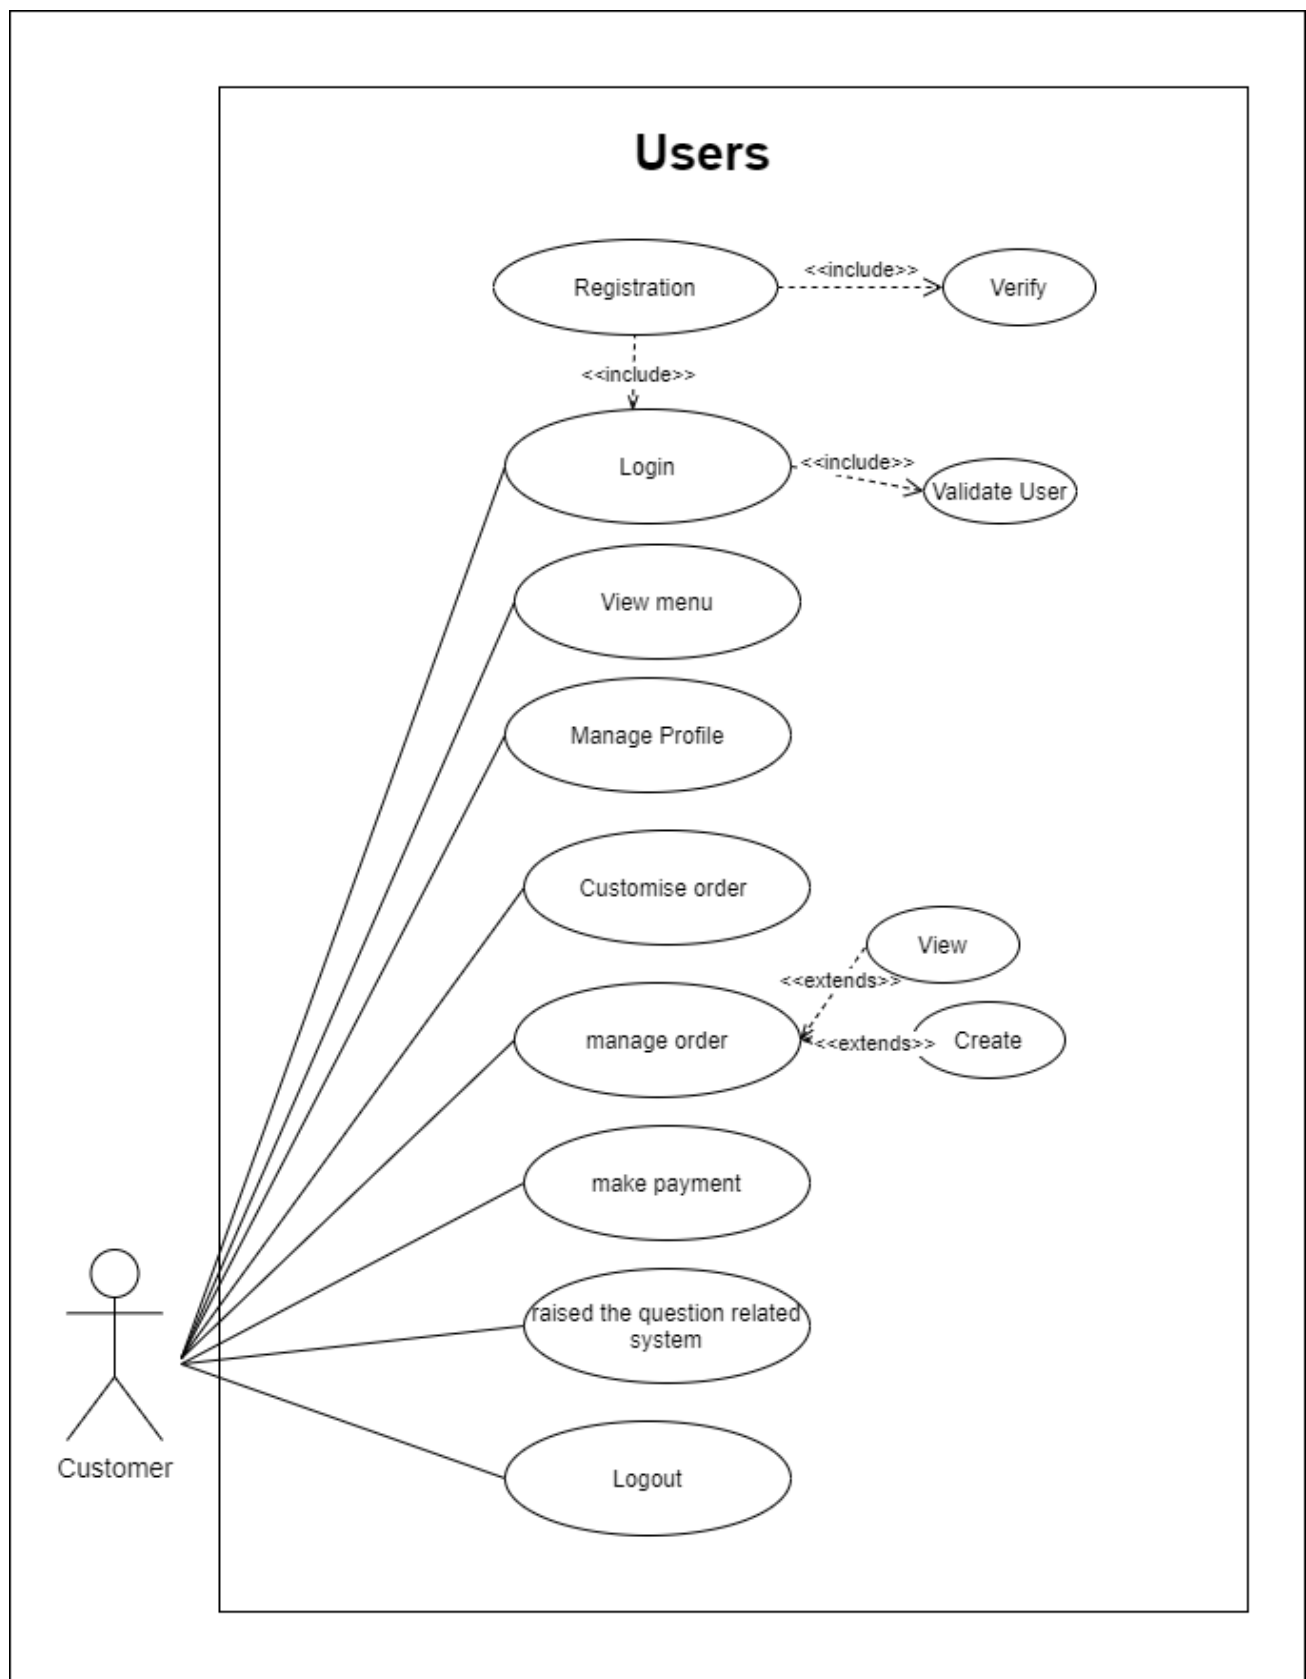 Users
Registration
<<include>>
Verify
<<include>>
Login
<<include>>
Validate User
View menu
Manage Profile
Customise order
View
<<extends>>
manage order
<<extends>>
Create
make payment
raised the question related
system
Customer
Logout